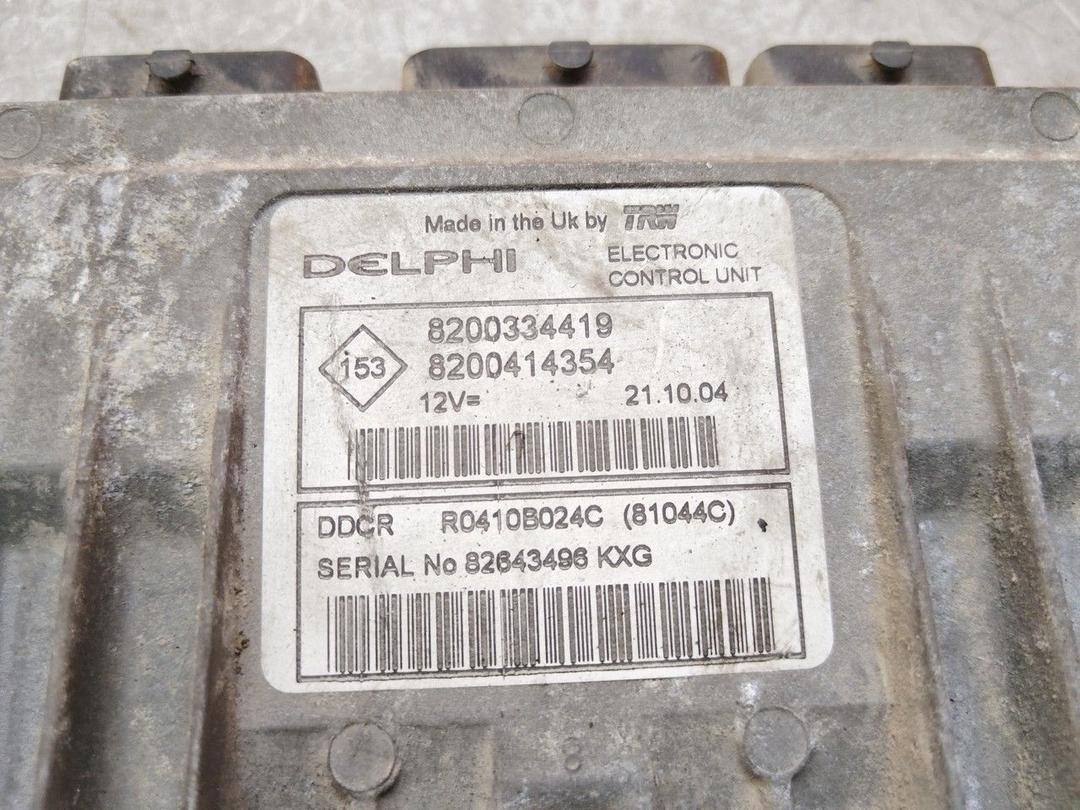 Made in the Uk by TRW
DELPHI
ELECTRONIC
CONTROL UNIT
8200334419
153
8200414354
12V= 21.10.04
DDCR R0410B024C (81044C)
SERIAL No 82643496 KXG